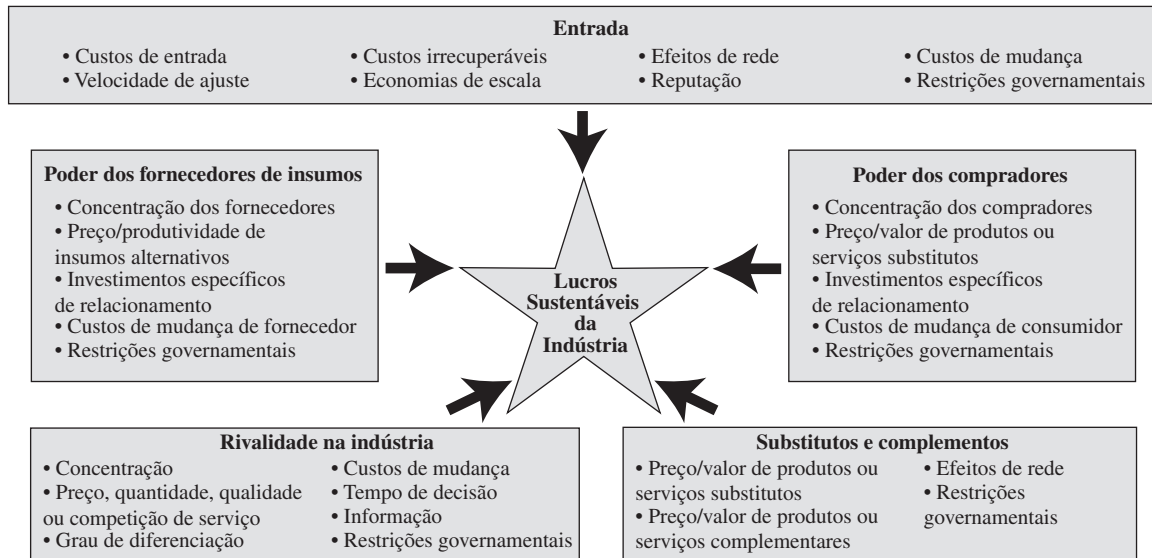 Entrada
• Custos de entrada
• Velocidade de ajuste
• Custos irrecuperáveis
• Economias de escala
• Efeitos de rede
• Reputação
• Custos de mudança
• Restrições governamentais
Poder dos fornecedores de insumos
• Concentração dos fornecedores
• Preço/produtividade de
insumos alternativos
• Investimentos específicos
de relacionamento
• Custos de mudança de fornecedor
• Restrições governamentais
Lucros
Sustentáveis
da
Indústria
Poder dos compradores
• Concentração dos compradores
• Preço/valor de produtos ou
serviços substitutos
• Investimentos específicos
de relacionamento
• Custos de mudança de consumidor
• Restrições governamentais
Rivalidade na indústria
• Concentração
• Preço, quantidade, qualidade
ou competição de serviço
• Grau de diferenciação
• Custos de mudança
• Tempo de decisão
• Informação
• Restrições governamentais
Substitutos e complementos
• Preço/valor de produtos ou
serviços substitutos
• Preço/valor de produtos ou
serviços complementares
• Efeitos de rede
• Restrições
governamentais